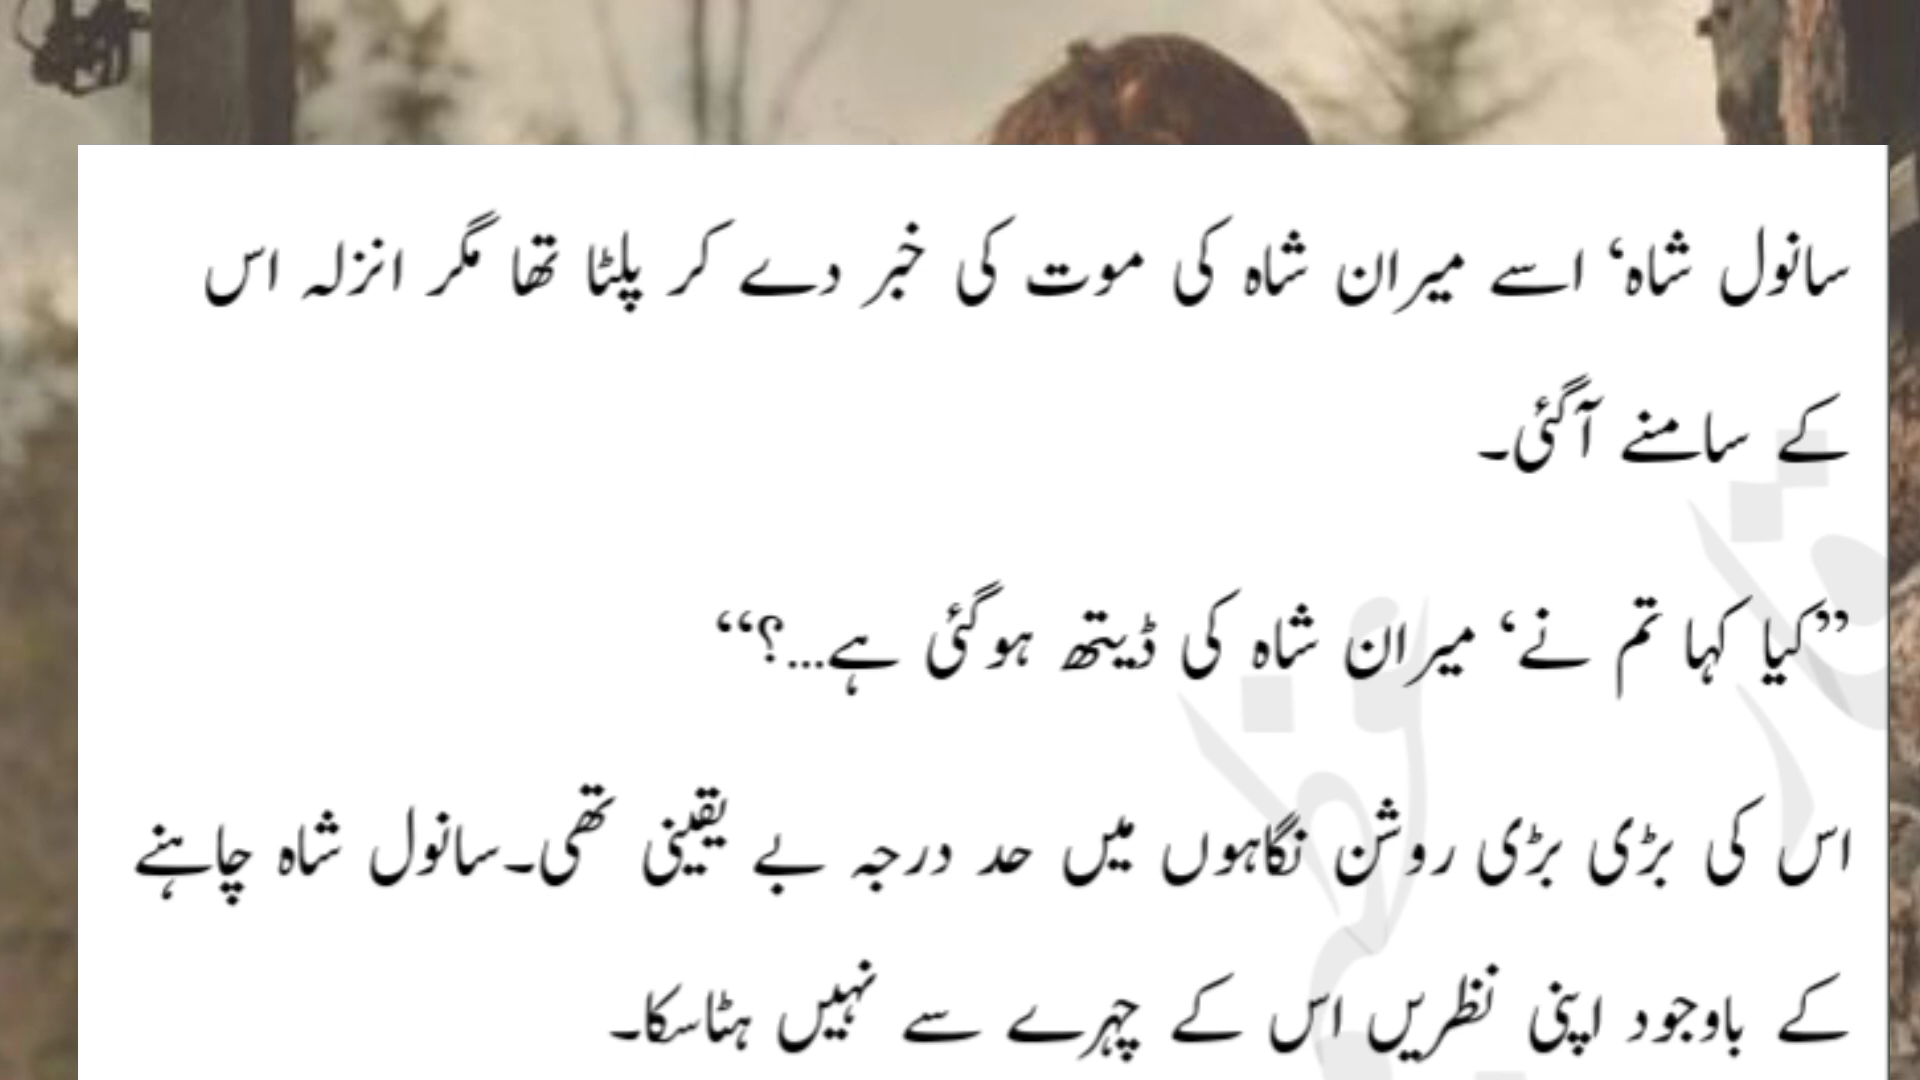 سانول شاہ‘ اسے میران شاہ کی موت کی خبر دے کر پلٹا تھا مگر انزلہ اس
کے سامنے آگئی۔
’’کیا کہا تم نے‘ میران شاہ کی ڈیتھ ہوگئی ہے…؟‘‘
اس کی بڑی بڑی روشن نگاہوں میں حد درجہ بے یقینی تھی۔سانول شاہ چاہنے
کے باوجود اپنی نظریں اس کے چہرے سے نہیں ہٹاسکا۔